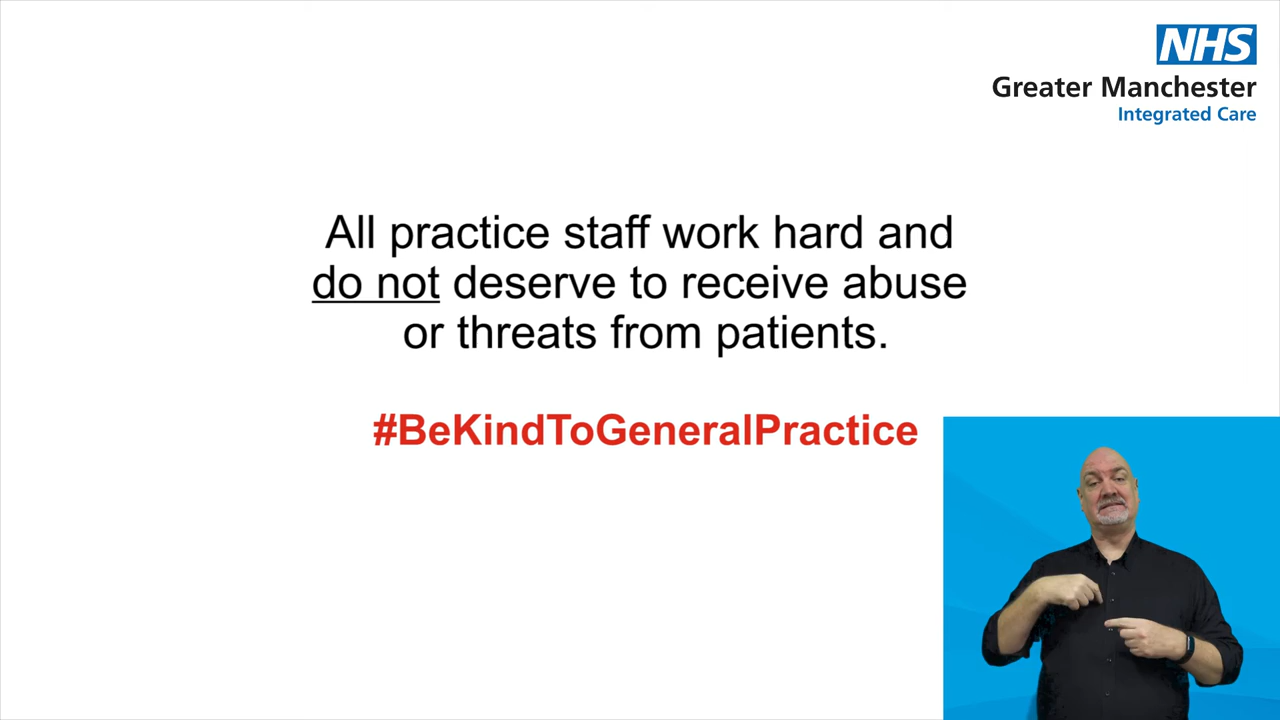 NHS
Greater Manchester
Integrated Care
All practice staff work hard and
do not deserve to receive abuse
or threats from patients.
#BeKindToGeneralPractice